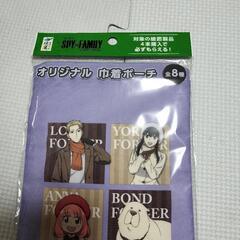 SPY×FAMILY
対象の綾鷹製品
4本購入で
必ずもらえる!
オリジナル 巾着ポーチ 全8種
LOID FORGER
YOR FORGER
ANYA FORGER
BOND FORGER